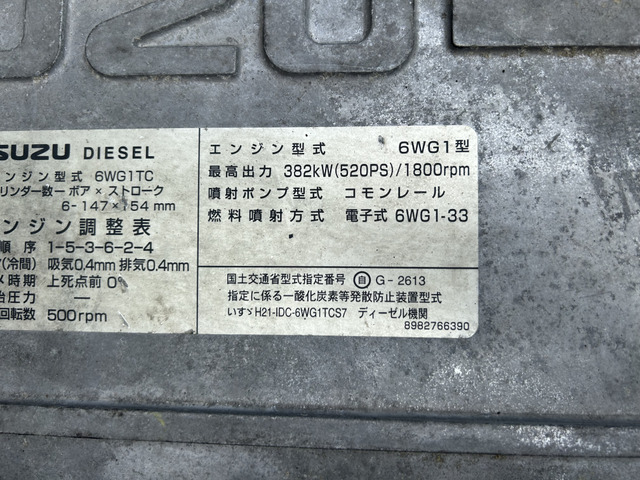 SUZU DIESEL
ンジン型式 6WG1TC
リンダー数ー ボア × ストローク
6-147×154 mm
ンジン調整表
順序 1-5-3-6-2-4
(冷間) 吸気0.4mm 排気0.4mm
時期 上死点前 0°
圧力 —
回転数 500rpm
エンジン型式 6WG1型
最高出力 382kW(520PS)/1800rpm
噴射ポンプ型式 コモンレール
燃料噴射方式 電子式 6WG1-33
国土交通省型式指定番号 自 G-2613
指定に係る一酸化炭素等発散防止装置型式
いすゞH21-IDC-6WG1TCS7 ディーゼル機関
8982766390